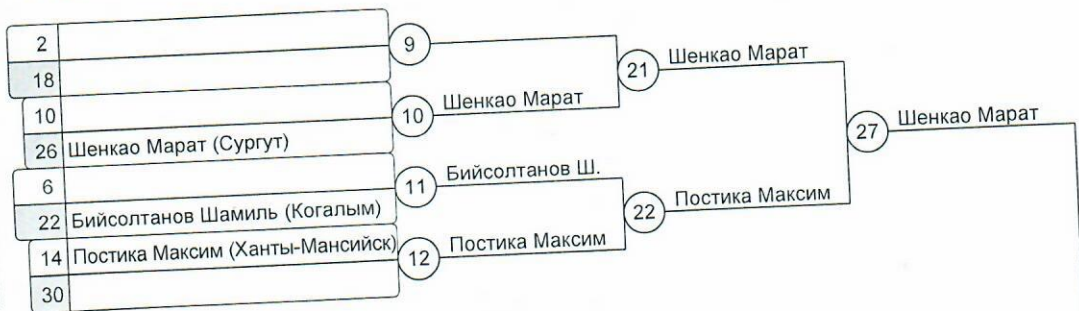 2
9
18
10
10
Шенкао Марат
26 Шенкао Марат (Сургут)
21
Шенкао Марат
6
11
Бийсолтанов Ш.
22 Бийсолтанов Шамиль (Когалым)
14 Постика Максим (Ханты-Мансийск)
12
Постика Максим
30
22
Постика Максим
27
Шенкао Марат